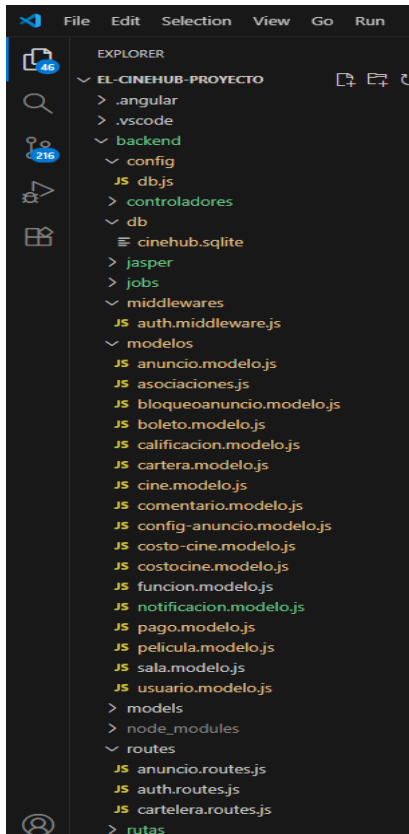 File Edit Selection View Go Run
EXPLORER
46
EL-CINEHUB-PROYECTO
.angular
.vscode
backend
216
config
JS db.js
controladores
db
cinehub.sqlite
jasper
jobs
middlewares
JS auth.middleware.js
modelos
JS anuncio.modelo.js
JS asociaciones.js
JS bloqueoanuncio.modelo.js
JS boleto.modelo.js
JS calificacion.modelo.js
JS cartera.modelo.js
JS cine.modelo.js
JS comentario.modelo.js
JS config-anuncio.modelo.js
JS costo-cine.modelo.js
JS costocine.modelo.js
JS funcion.modelo.js
JS notificacion.modelo.js
JS pago.modelo.js
JS pelicula.modelo.js
JS sala.modelo.js
JS usuario.modelo.js
models
node_modules
routes
JS anuncio.routes.js
JS auth.routes.js
JS cartelera.routes.js
rutas